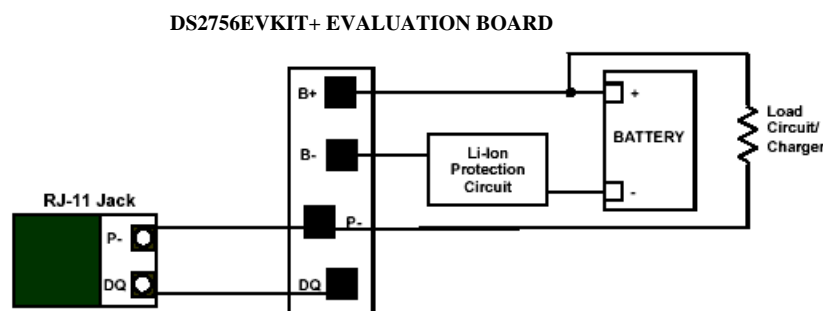 DS2756EVKIT+ EVALUATION BOARD
B+
+
BATTERY
Load
Circuit/
Charger
B-
Li-Ion
Protection
Circuit
-
RJ-11 Jack
P-
P-
DQ
DQ